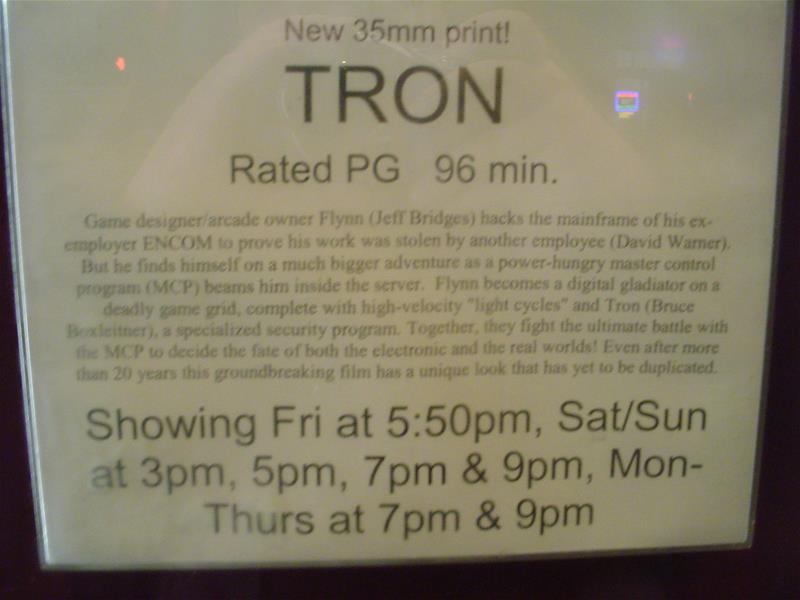 New 35mm print!
TRON
Rated PG 96 min.
Game designer/arcade owner Flynn (Jeff Bridges) hacks the mainframe of his ex-
employer ENCOM to prove his work was stolen by another employee (David Warner).
But he finds himself on a much bigger adventure as a power-hungry master control
program (MCP) beams him inside the server. Flynn becomes a digital gladiator on a
deadly game grid, complete with high-velocity "light cycles" and Tron (Bruce
Boxleitner), a specialized security program. Together, they fight the ultimate battle with
the MCP to decide the fate of both the electronic and the real worlds! Even after more
than 20 years this groundbreaking film has a unique look that has yet to be duplicated.
Showing Fri at 5:50pm, Sat/Sun
at 3pm, 5pm, 7pm & 9pm, Mon-
Thurs at 7pm & 9pm